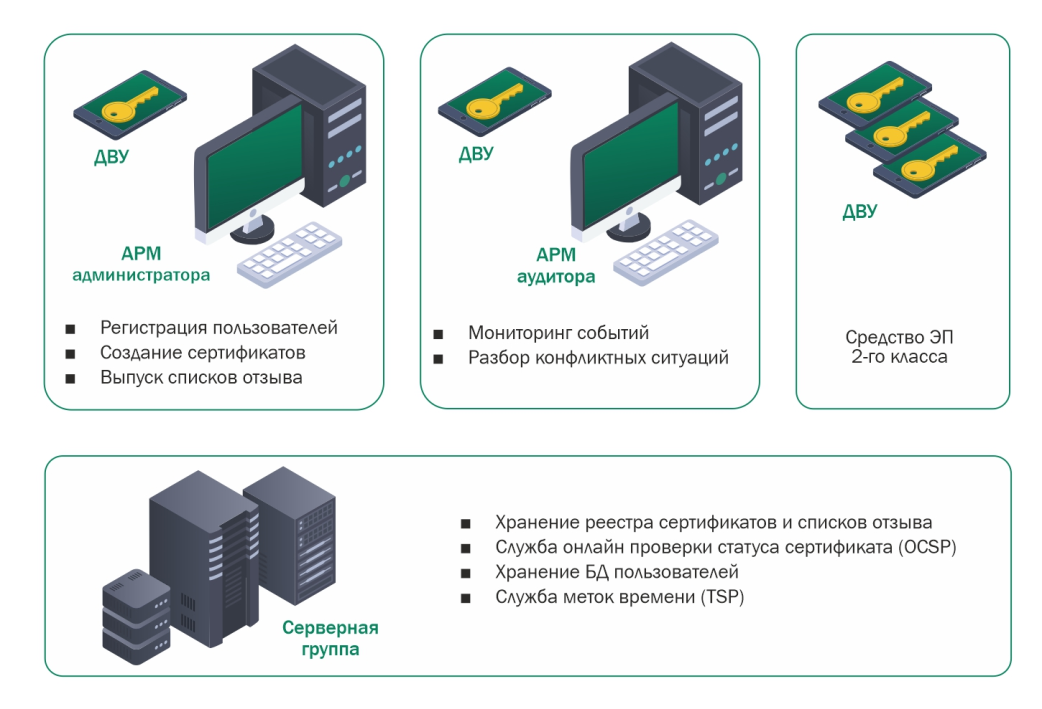 ДВУ
АРМ
администратора
■ Регистрация пользователей
■ Создание сертификатов
■ Выпуск списков отзыва
ДВУ
АРМ
аудитора
■ Мониторинг событий
■ Разбор конфликтных ситуаций
ДВУ
Средство ЭП
2-го класса
Серверная
группа
■ Хранение реестра сертификатов и списков отзыва
■ Служба онлайн проверки статуса сертификата (OCSP)
■ Хранение БД пользователей
■ Служба меток времени (TSP)